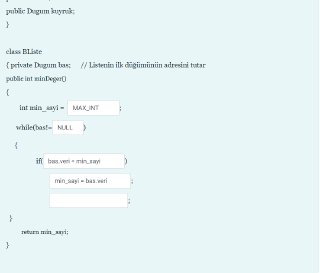 public Dugum kuyruk;
}
class BListe
{ private Dugum bas; // Listenin ilk düğümünün adresini tutar
public int minDeger()
{
int min_sayi = MAX_INT ;
while(bas!= NULL )
{
if( bas.veri < min_sayi )
min_sayi = bas.veri ;
;
}
return min_sayi;
}